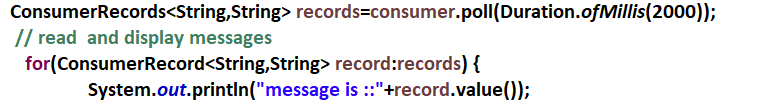 ConsumerRecords<String,String> records=consumer.poll(Duration.ofMillis(2000));
// read  and display messages
for(ConsumerRecord<String,String> record:records) {
System.out.println("message is ::"+record.value());